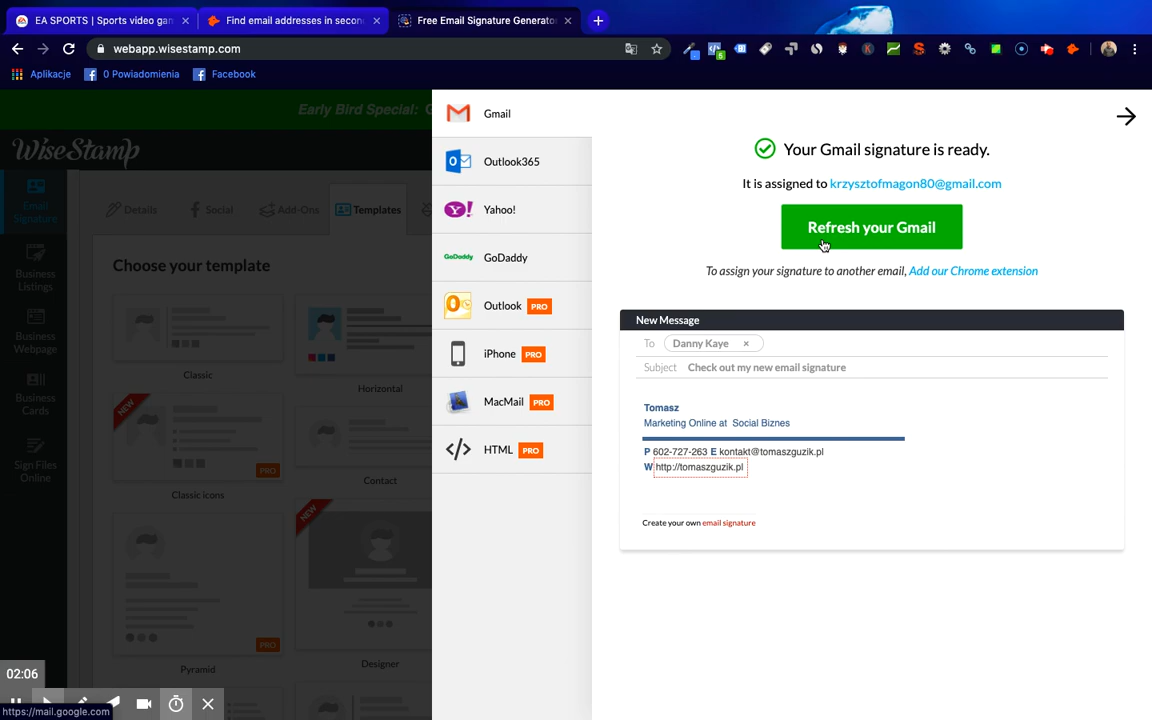 EA SPORTS | Sports video gam
Find email addresses in secon
Free Email Signature Generator
webapp.wisestamp.com
Aplikacje
0 Powiadomienia
Facebook
Early Bird Special: G
WiseStamp
Email
Signature
Business
Listings
Business
Webpage
Business
Cards
Sign Files
Online
Details
Social
Add-Ons
Templates
Choose your template
Classic
Horizontal
NEW
PRO
Classic icons
Contact
NEW
PRO
Pyramid
Designer
Gmail
Outlook365
Yahoo!
GoDaddy
Outlook PRO
iPhone PRO
MacMail PRO
HTML PRO
Your Gmail signature is ready.
It is assigned to krzysztofmagon80@gmail.com
Refresh your Gmail
To assign your signature to another email, Add our Chrome extension
New Message
To Danny Kaye ×
Subject Check out my new email signature
Tomasz
Marketing Online at Social Biznes
P 602-727-263 E kontakt@tomaszguzik.pl
W http://tomaszguzik.pl
Create your own email signature
02:06
https://mail.google.com